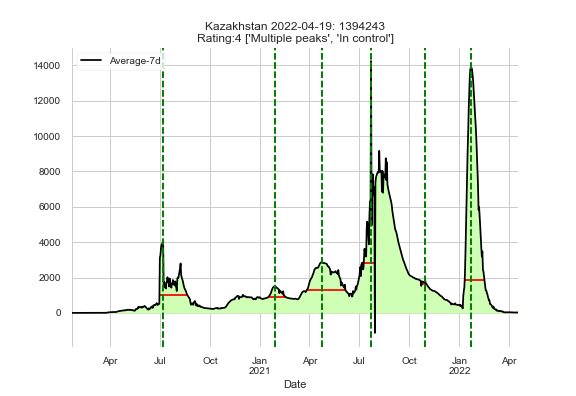 Kazakhstan 2022-04-19: 1394243
Rating:4 ['Multiple peaks', 'In control']
Average-7d
14000
12000
10000
8000
6000
4000
2000
0
Apr Jul Oct Jan Apr Jul Oct Jan Apr
2021 2022
Date